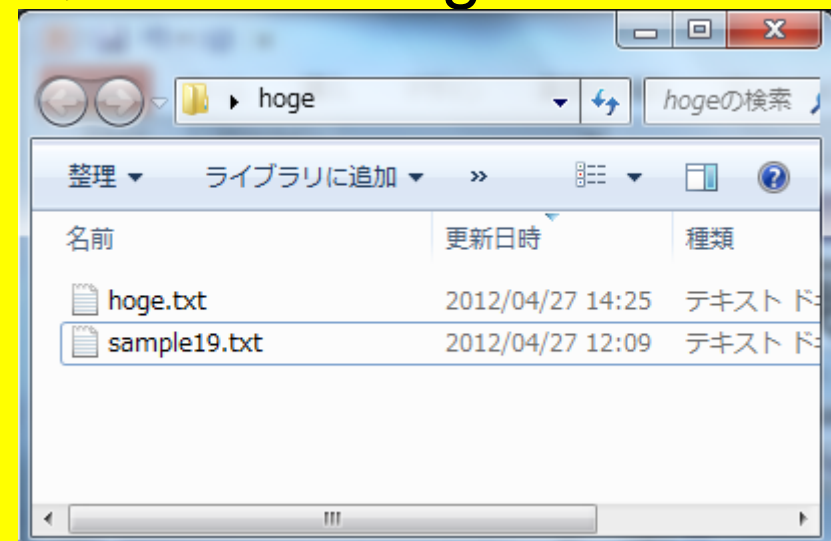 g
hoge
hogeの検索
整理 ライブラリに追加 »
名前 更新日時 種類
hoge.txt 2012/04/27 14:25 テキスト ド
sample19.txt 2012/04/27 12:09 テキスト ド